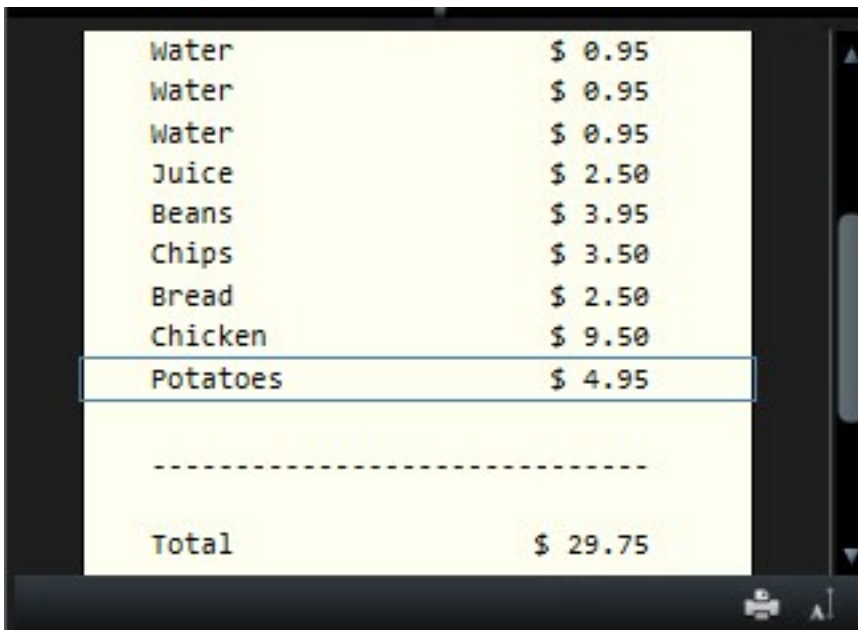 Water $ 0.95
Water $ 0.95
Water $ 0.95
Juice $ 2.50
Beans $ 3.95
Chips $ 3.50
Bread $ 2.50
Chicken $ 9.50
Potatoes $ 4.95
------------------------------
Total $ 29.75
A